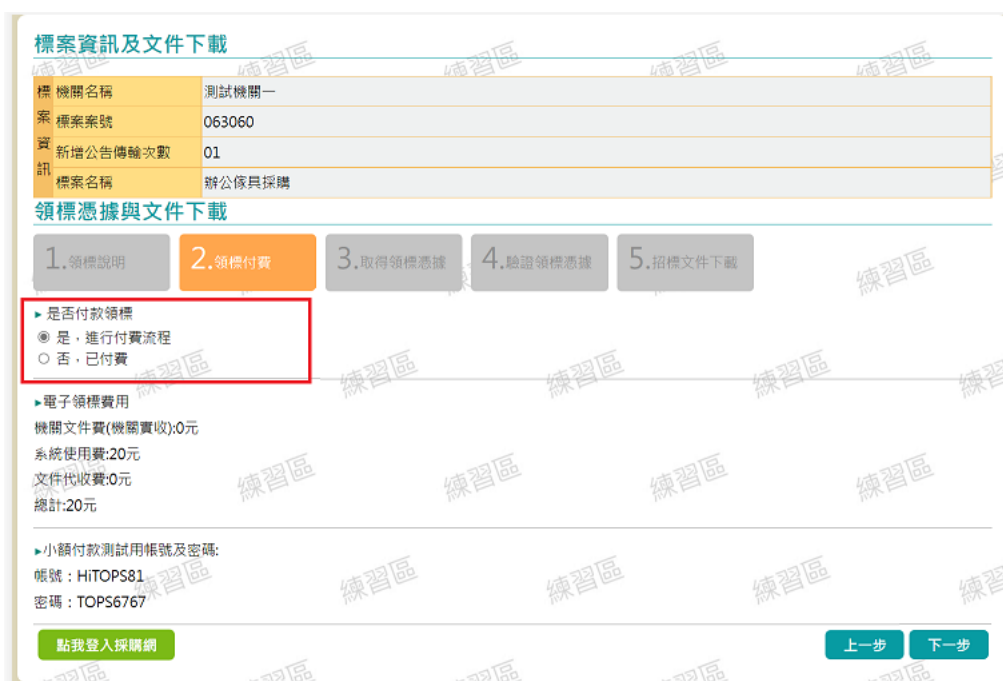 標案資訊及文件下載
標案資訊
機關名稱 測試機關一
標案案號 063060
新增公告傳輸次數 01
標案名稱 辦公傢具採購
領標憑據與文件下載
1.領標說明 2.領標付費 3.取得領標憑據 4.驗證領標憑據 5.招標文件下載
▸ 是否付款領標
是，進行付費流程
否，已付費
▸電子領標費用
機關文件費(機關實收):0元
系統使用費:20元
文件代收費:0元
總計:20元
▸小額付款測試用帳號及密碼:
帳號：HiTOPS81
密碼：TOPS6767
點我登入採購網 上一步 下一步
練習區